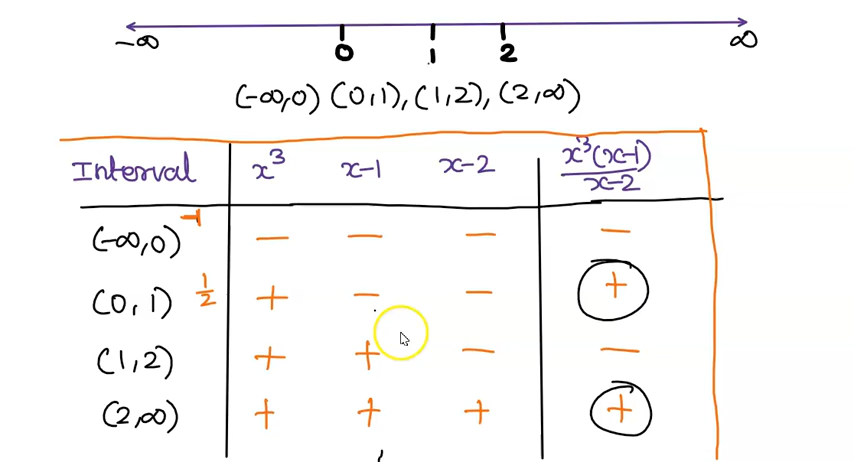 -∞ 0 1 2 ∞
(-∞,0) (0,1), (1,2), (2,∞)
Interval x³ x-1 x-2 x³(x-1)/x-2
(-∞,0) -1 — — — —
(0,1) 1/2 + — — +
(1,2) + + — —
(2,∞) + + + +